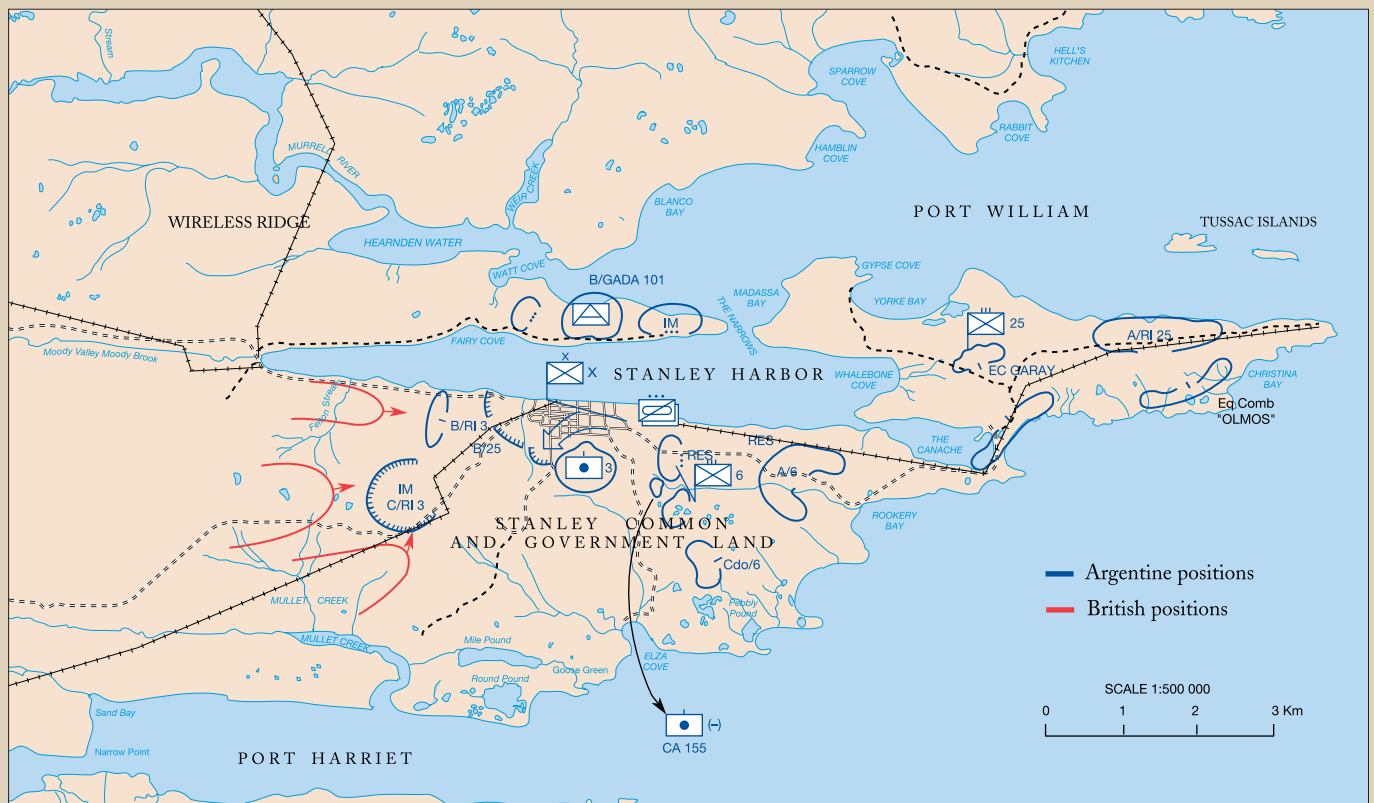 Stream
HELL'S
KITCHEN
SPARROW
COVE
RABBIT
COVE
HAMBLIN
COVE
MURRELL
RIVER
WEIR CREEK
BLANCO
BAY
WIRELESS RIDGE
PORT WILLIAM
TUSSAC ISLANDS
HEARNDEN WATER
WATT COVE
GYPSE COVE
B/GADA 101
MADASSA
BAY
YORKE BAY
THE NARROWS
IM
25
A/RI 25
FAIRY COVE
Moody Valley Moody Brook
X
X
STANLEY HARBOR
WHALEBONE
COVE
EC GARAY
CHRISTINA
BAY
Felton Stream
Eq.Comb
"OLMOS"
B/RI 3
B/25
RES
THE
CANACHE
RES
3
6
A/6
IM
C/RI 3
STANLEY COMMON
AND GOVERNMENT LAND
ROOKERY
BAY
Cdo/6
Argentine positions
MULLET CREEK
Pebbly
Pound
British positions
MULLET CREEK
Mile Pound
ELZA
COVE
Goose Green
Round Pound
SCALE 1:500 000
0 1 2 3 Km
Sand Bay
(–)
CA 155
Narrow Point
PORT HARRIET